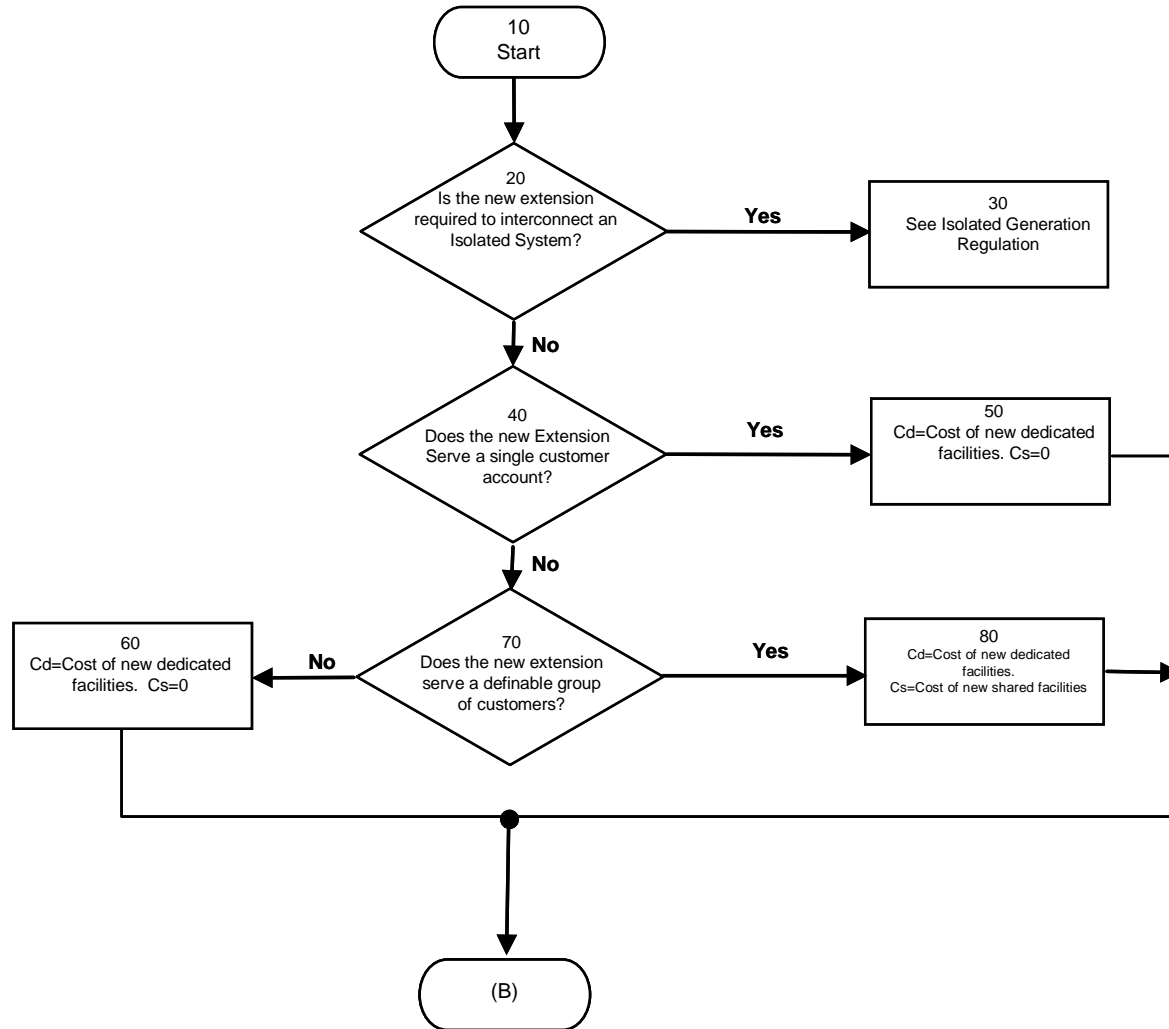 10
Start
20
Is the new extension
required to interconnect an
Isolated System?
Yes
30
See Isolated Generation
Regulation
No
40
Does the new Extension
Serve a single customer
account?
Yes
50
Cd=Cost of new dedicated
facilities. Cs=0
No
60
Cd=Cost of new dedicated
facilities. Cs=0
No
70
Does the new extension
serve a definable group
of customers?
Yes
80
Cd=Cost of new dedicated
facilities.
Cs=Cost of new shared facilities
(B)